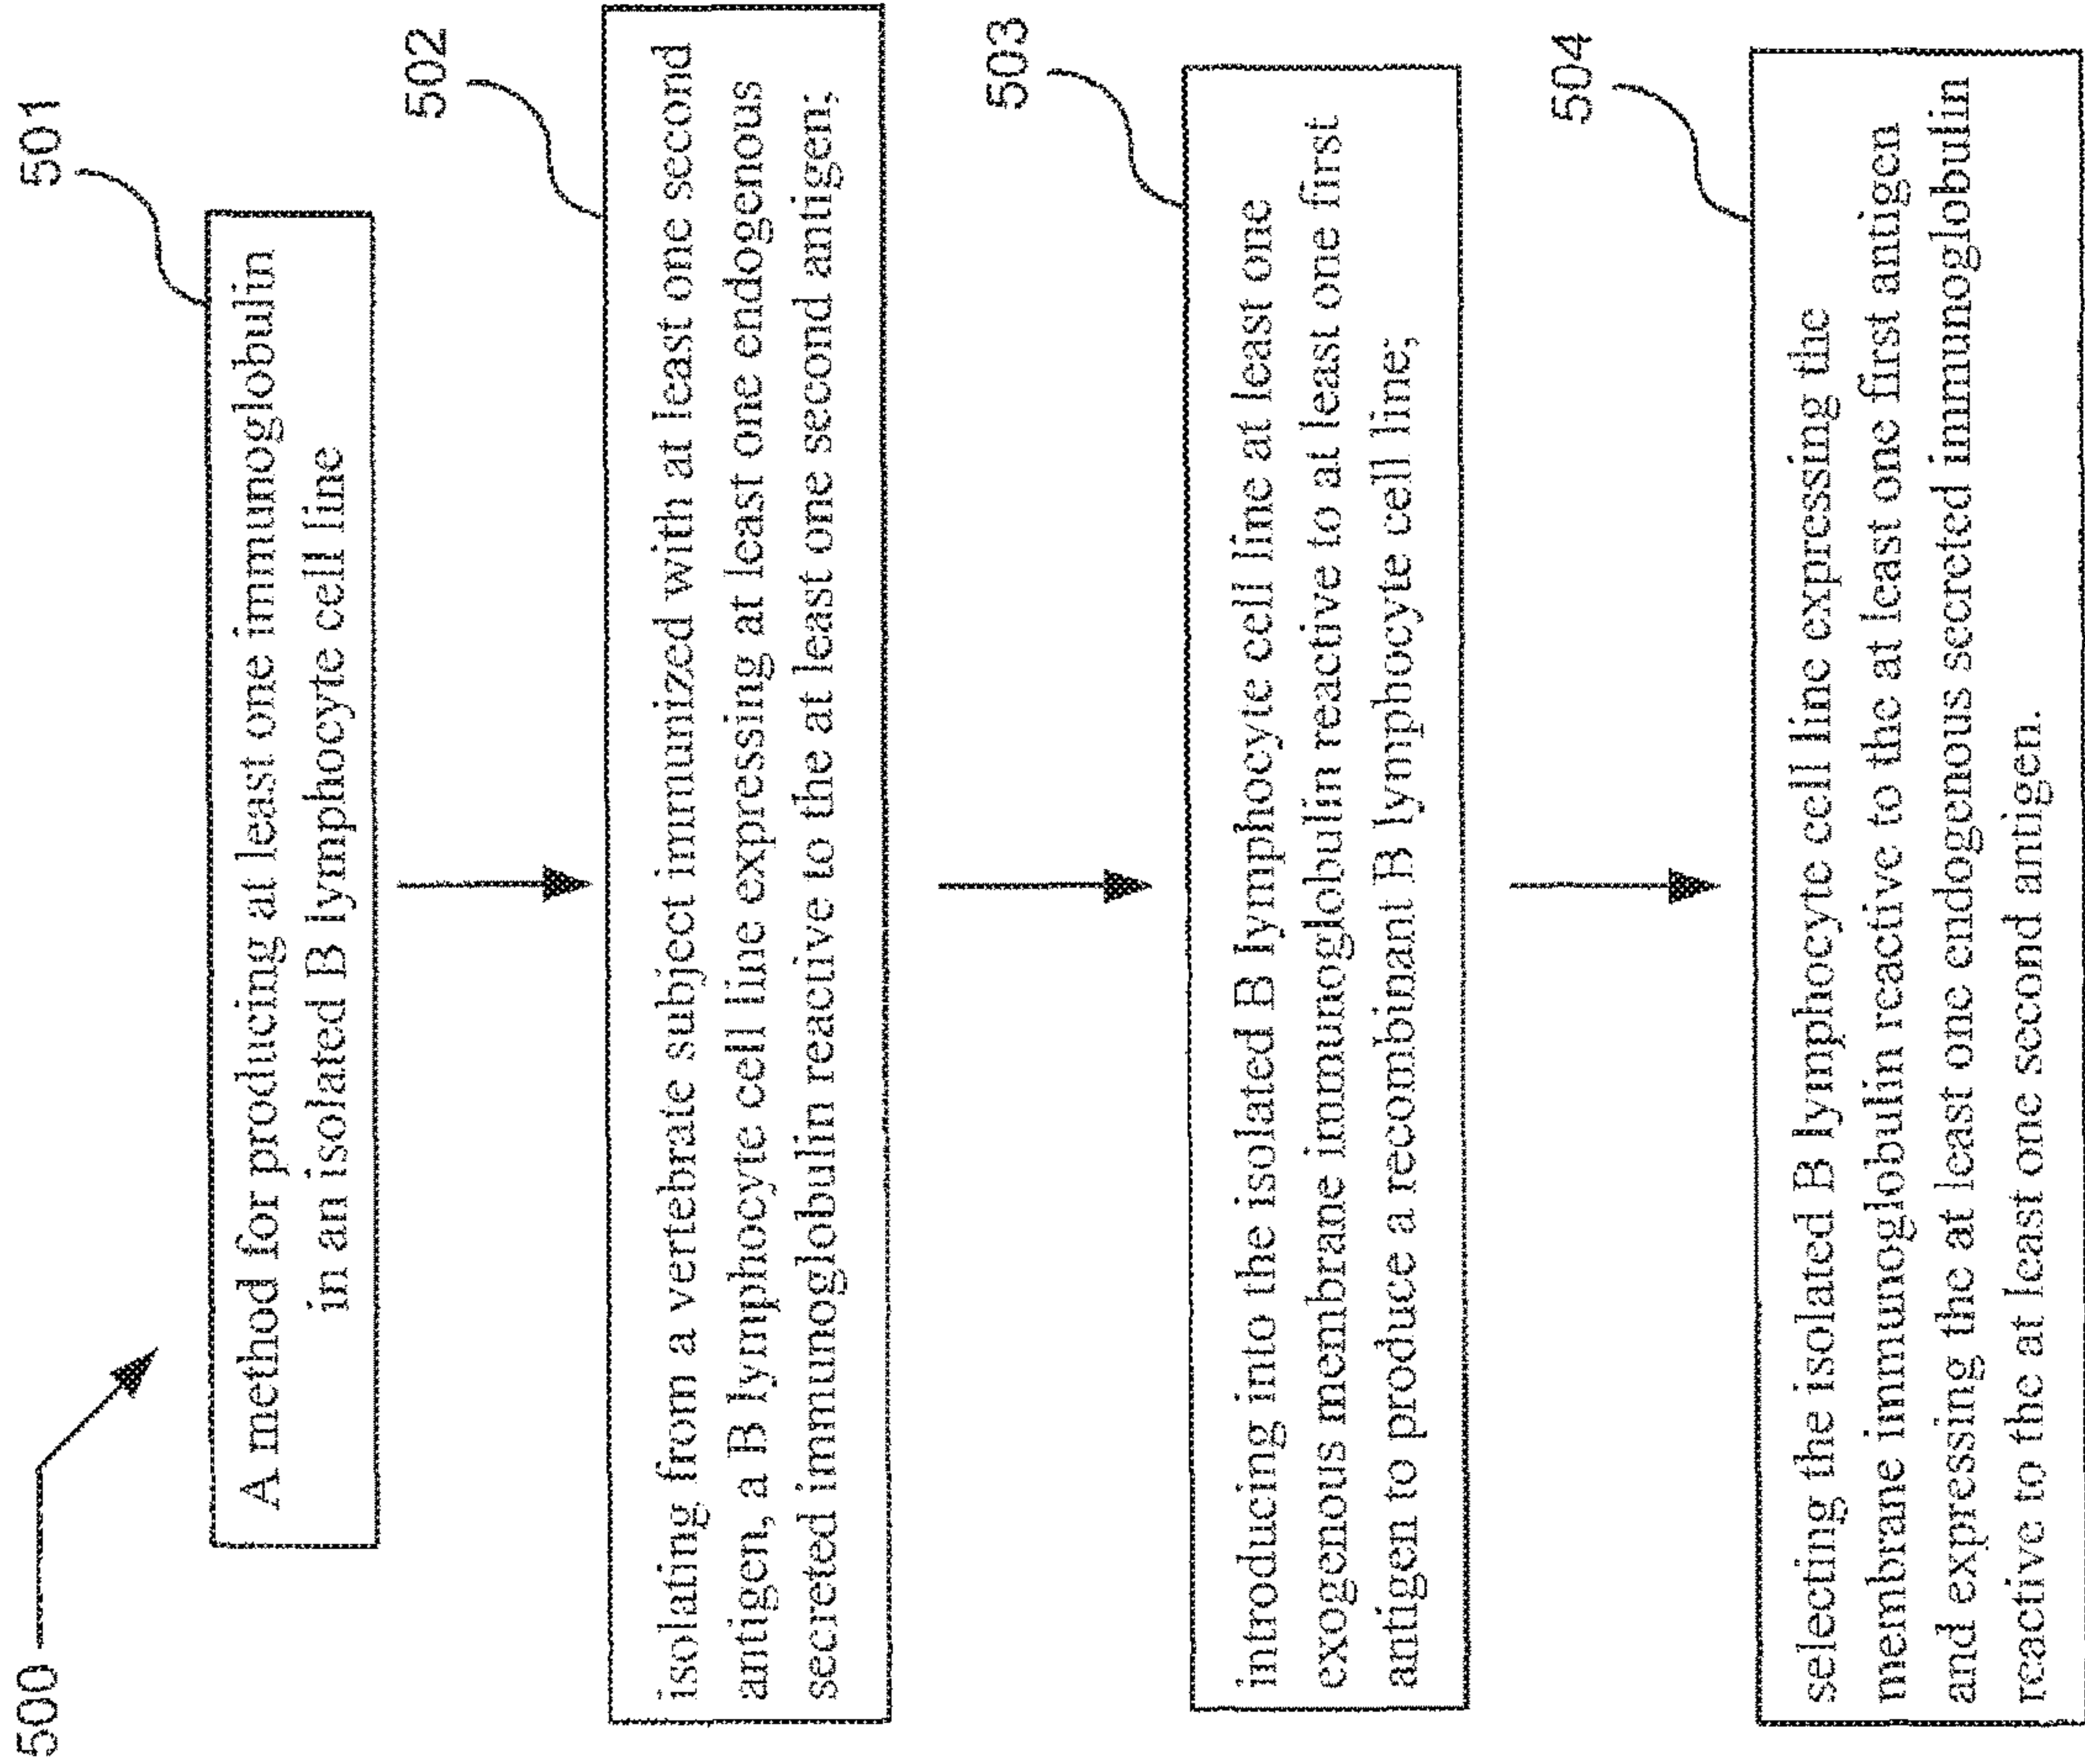 500
501
A method for producing at least one immunoglobulin
in an isolated B lymphocyte cell line
502
isolating from a vertebrate subject immunized with at least one second
antigen, a B lymphocyte cell line expressing at least one endogenous
secreted immunoglobulin reactive to the at least one second antigen;
503
introducing into the isolated B lymphocyte cell line at least one
exogenous membrane immunoglobulin reactive to at least one first
antigen to produce a recombinant B lymphocyte cell line;
504
selecting the isolated B lymphocyte cell line expressing the
membrane immunoglobulin reactive to the at least one first antigen
and expressing the at least one endogenous secreted immunoglobulin
reactive to the at least one second antigen.